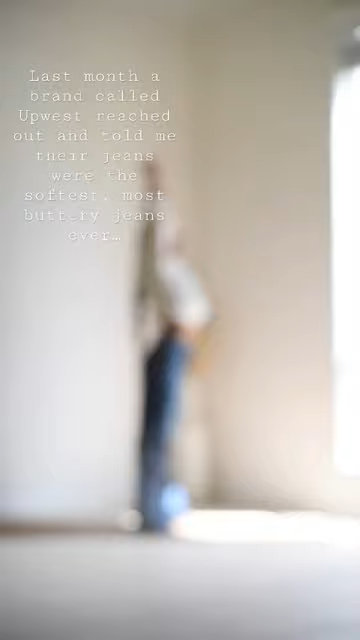 Last month a
brand called
Upwest reached
out and told me
their jeans
were the
softest, most
buttery jeans
ever…